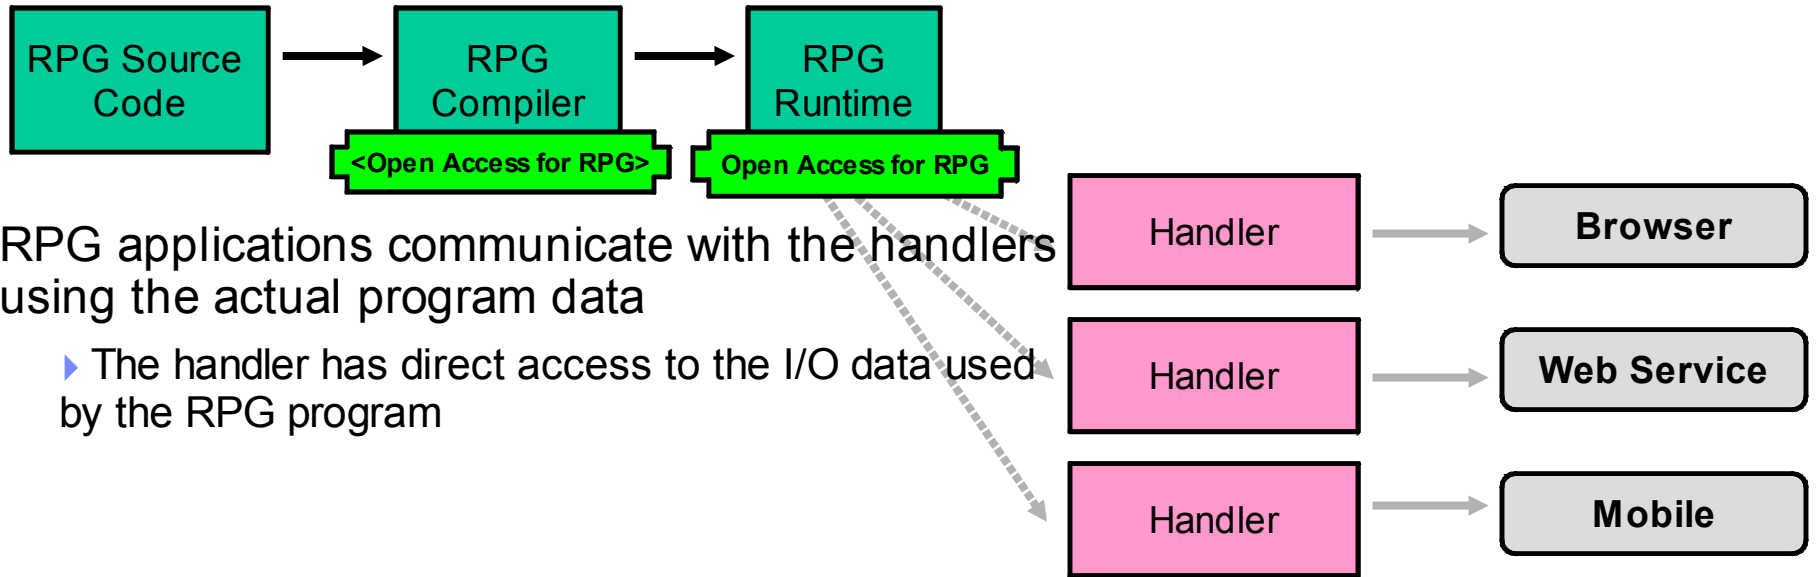 RPG Source
Code
RPG
Compiler
RPG
Runtime
<Open Access for RPG>
Open Access for RPG
RPG applications communicate with the handlers
using the actual program data
The handler has direct access to the I/O data used
by the RPG program
Handler
Browser
Handler
Web Service
Handler
Mobile